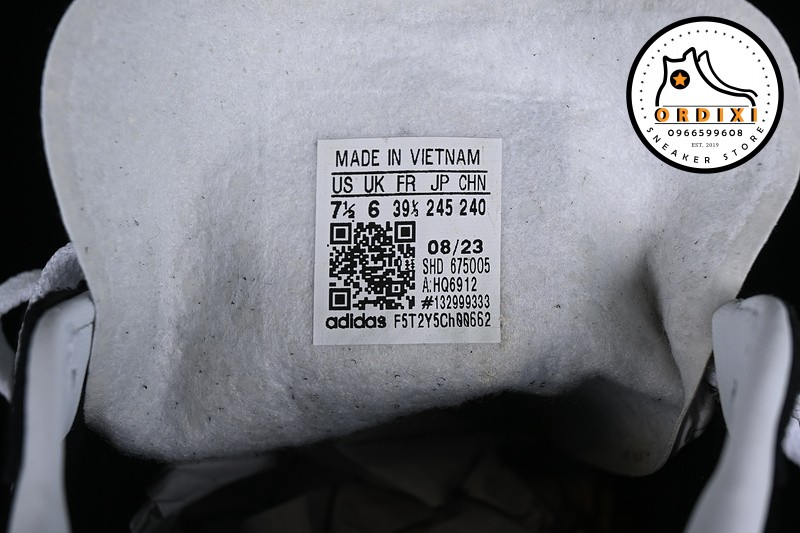 MADE IN VIETNAM
US UK FR JP CHN
7½ 6 39⅓ 245 240
08/23
SHD 675005
A:HQ6912
#132999333
adidas F5T2Y5Ch00662
ORDIXI
0966599608
EST. 2019
SNEAKER STORE